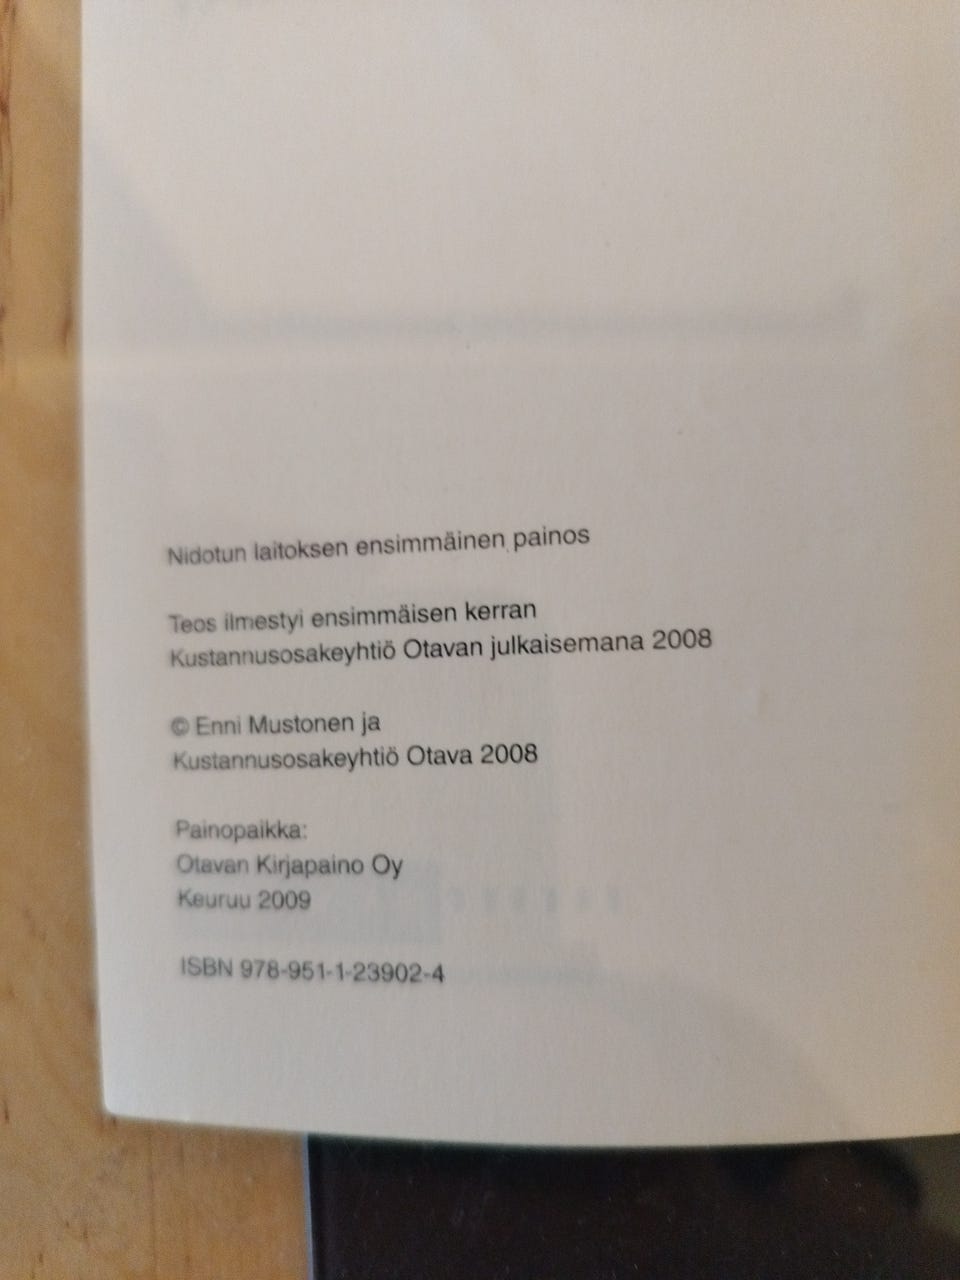 Nidotun laitoksen ensimmäinen painos
Teos ilmestyi ensimmäisen kerran
Kustannusosakeyhtiö Otavan julkaisemana 2008
© Enni Mustonen ja
Kustannusosakeyhtiö Otava 2008
Painopaikka:
Otavan Kirjapaino Oy
Keuruu 2009
ISBN 978-951-1-23902-4